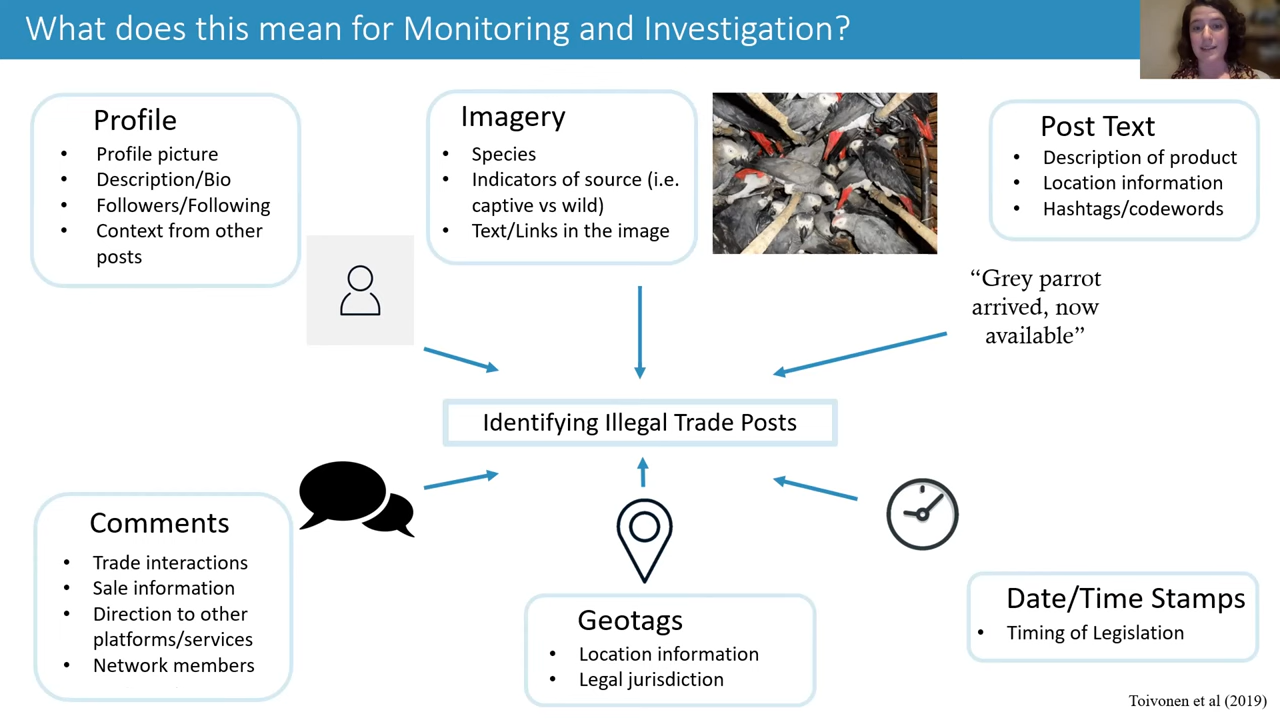 What does this mean for Monitoring and Investigation?
Profile
• Profile picture
• Description/Bio
• Followers/Following
• Context from other
posts
Imagery
• Species
• Indicators of source (i.e.
captive vs wild)
• Text/Links in the image
Post Text
• Description of product
• Location information
• Hashtags/codewords
“Grey parrot
arrived, now
available”
Identifying Illegal Trade Posts
Comments
• Trade interactions
• Sale information
• Direction to other
platforms/services
• Network members
Geotags
• Location information
• Legal jurisdiction
Date/Time Stamps
• Timing of Legislation
Toivonen et al (2019)